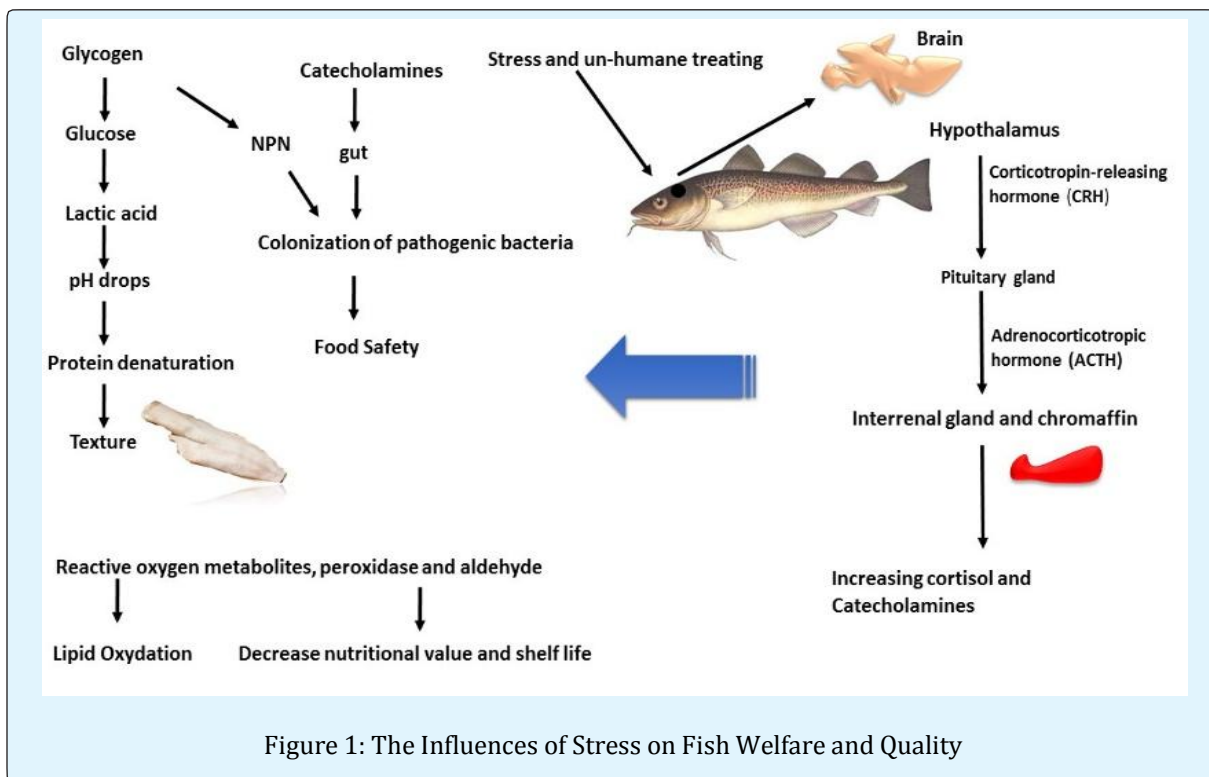 Glycogen
Glucose
Lactic acid
pH drops
Protein denaturation
Texture
NPN
Catecholamines
gut
Colonization of pathogenic bacteria
Food Safety
Stress and un-humane treating
Brain
Hypothalamus
Corticotropin-releasing
hormone (CRH)
Pituitary gland
Adrenocorticotropic
hormone (ACTH)
Interrenal gland and chromaffin
Increasing cortisol and
Catecholamines
Reactive oxygen metabolites, peroxidase and aldehyde
Lipid Oxydation
Decrease nutritional value and shelf life
Figure 1: The Influences of Stress on Fish Welfare and Quality